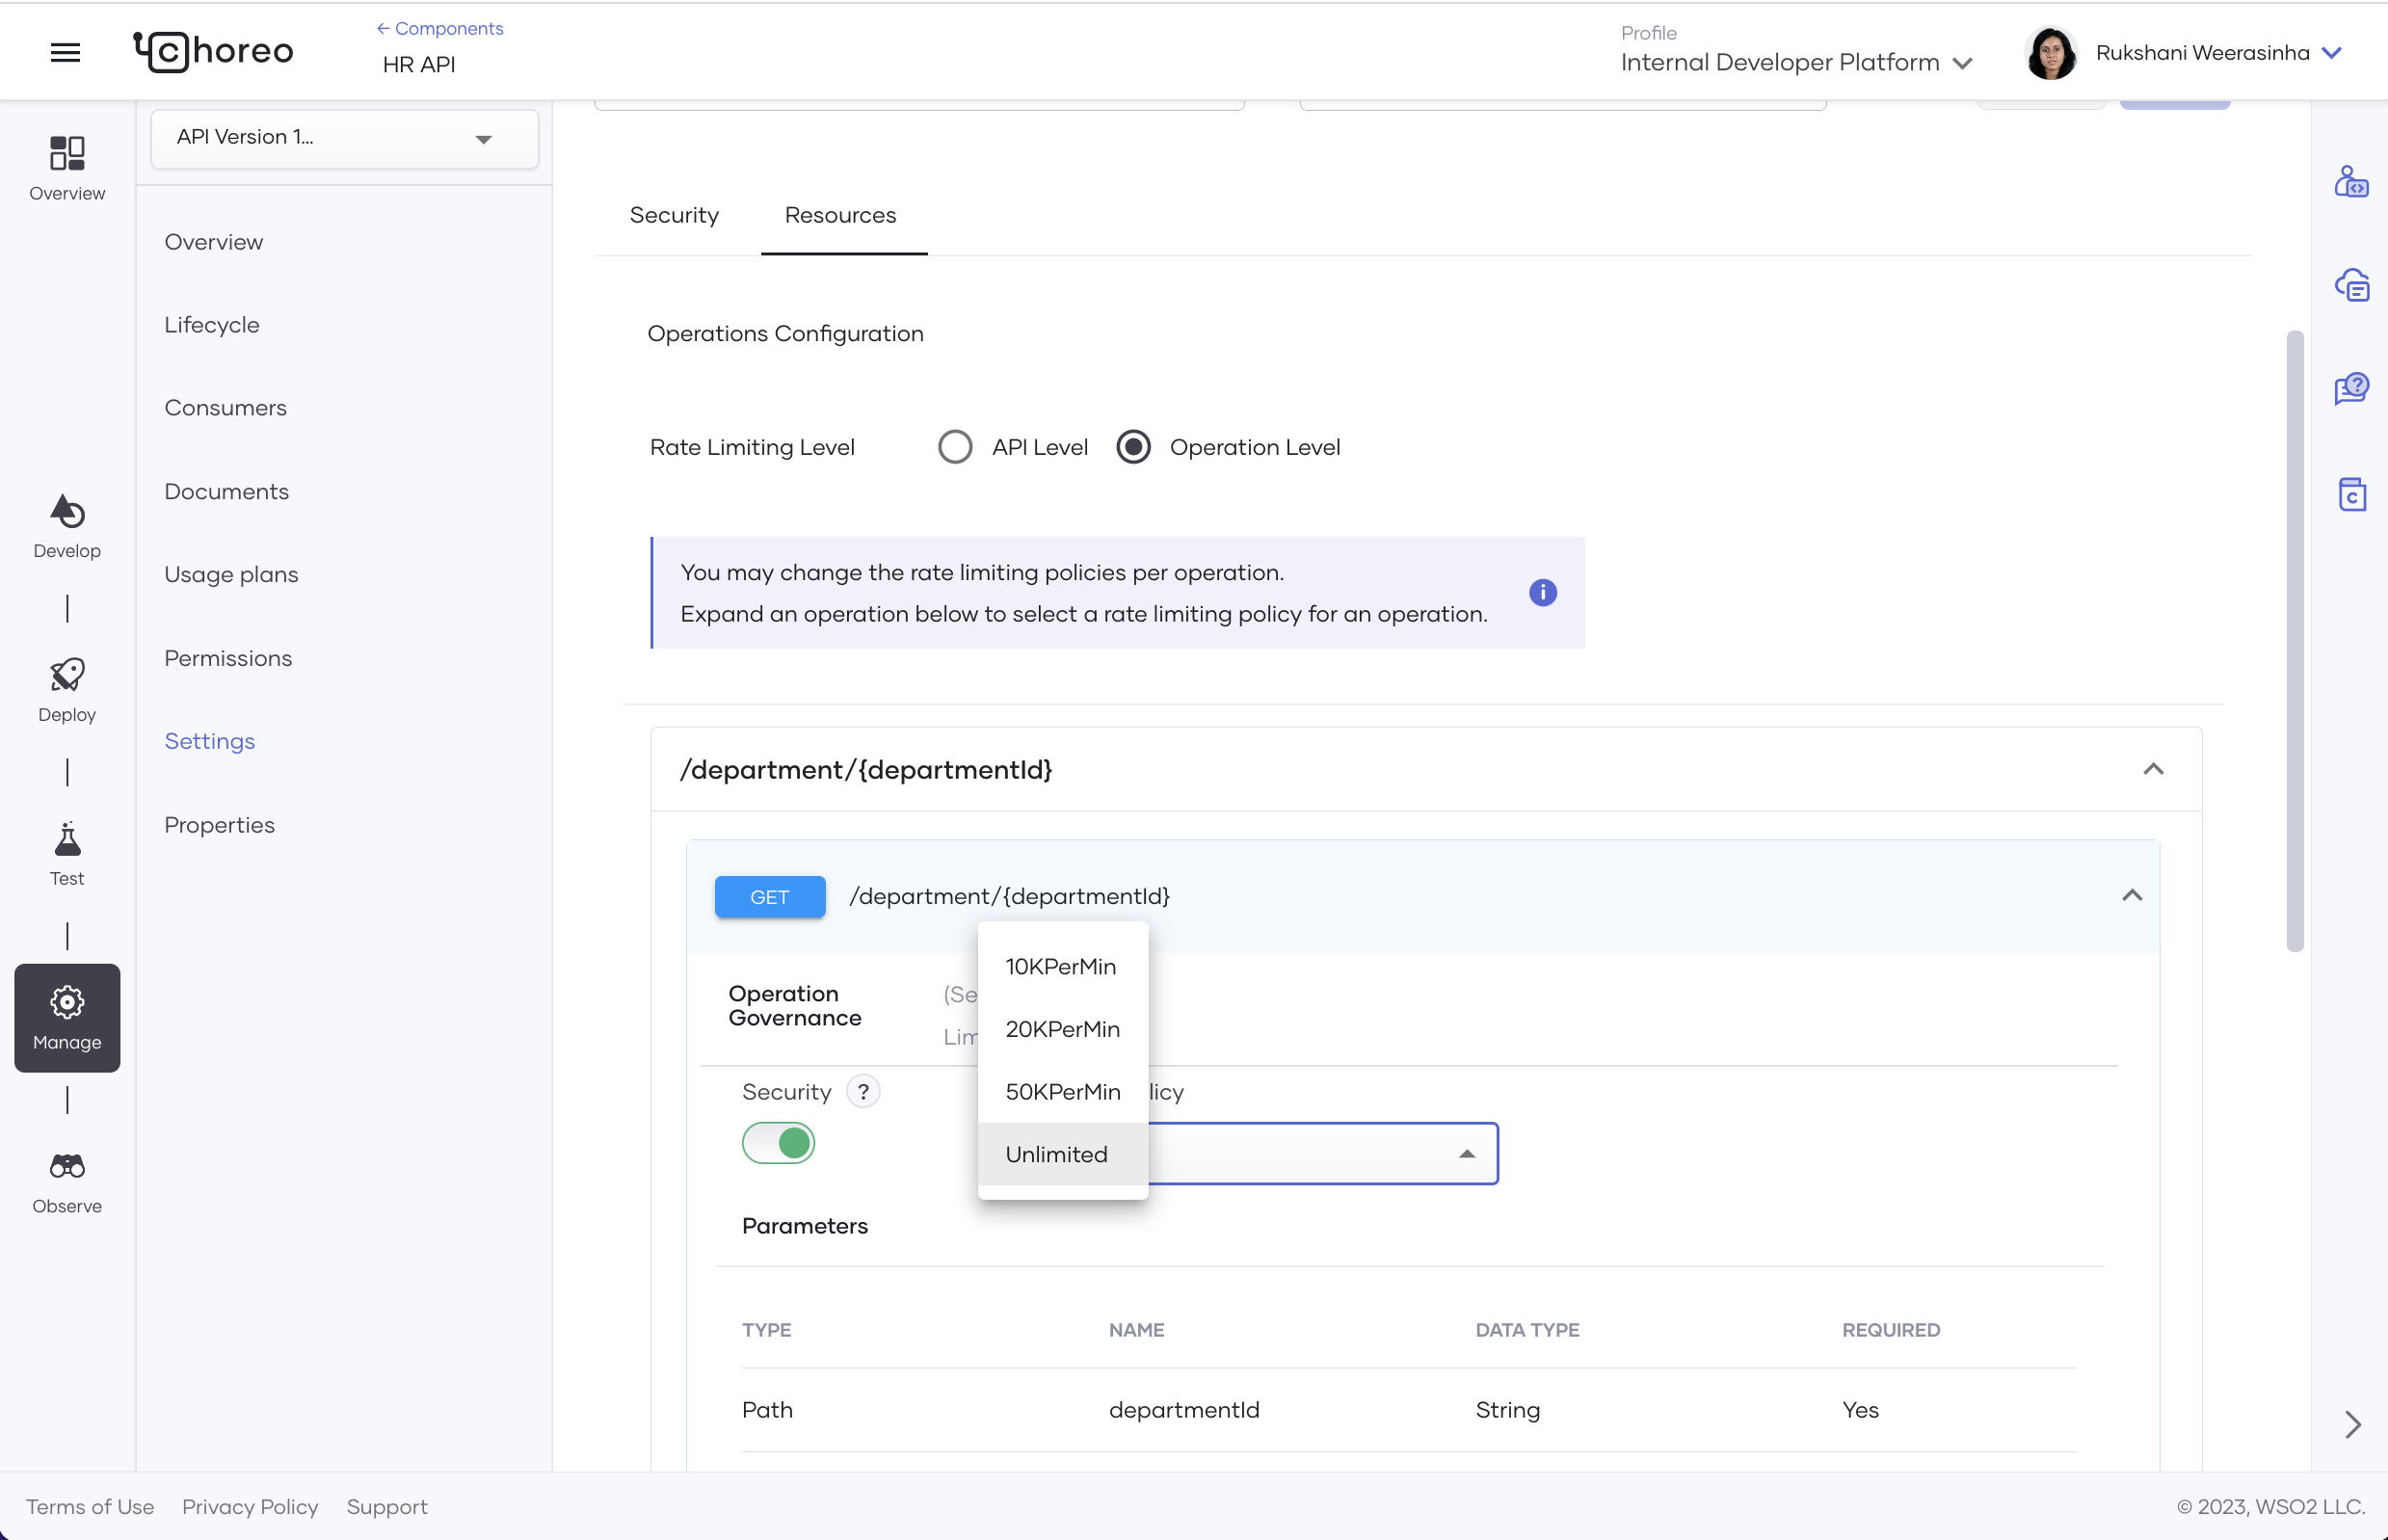 ← Components
choreo
HR API
Profile
Internal Developer Platform
Rukshani Weerasinha
API Version 1...
Overview
Overview
Lifecycle
Consumers
Documents
Usage plans
Permissions
Settings
Properties
Develop
Deploy
Test
Manage
Observe
Security
Resources
Operations Configuration
Rate Limiting Level
API Level
Operation Level
You may change the rate limiting policies per operation.
Expand an operation below to select a rate limiting policy for an operation.
/department/{departmentId}
GET
/department/{departmentId}
Operation
Governance
10KPerMin
20KPerMin
50KPerMin
Unlimited
Security
?
Parameters
TYPE
NAME
DATA TYPE
REQUIRED
Path
departmentId
String
Yes
Terms of Use
Privacy Policy
Support
© 2023, WSO2 LLC.